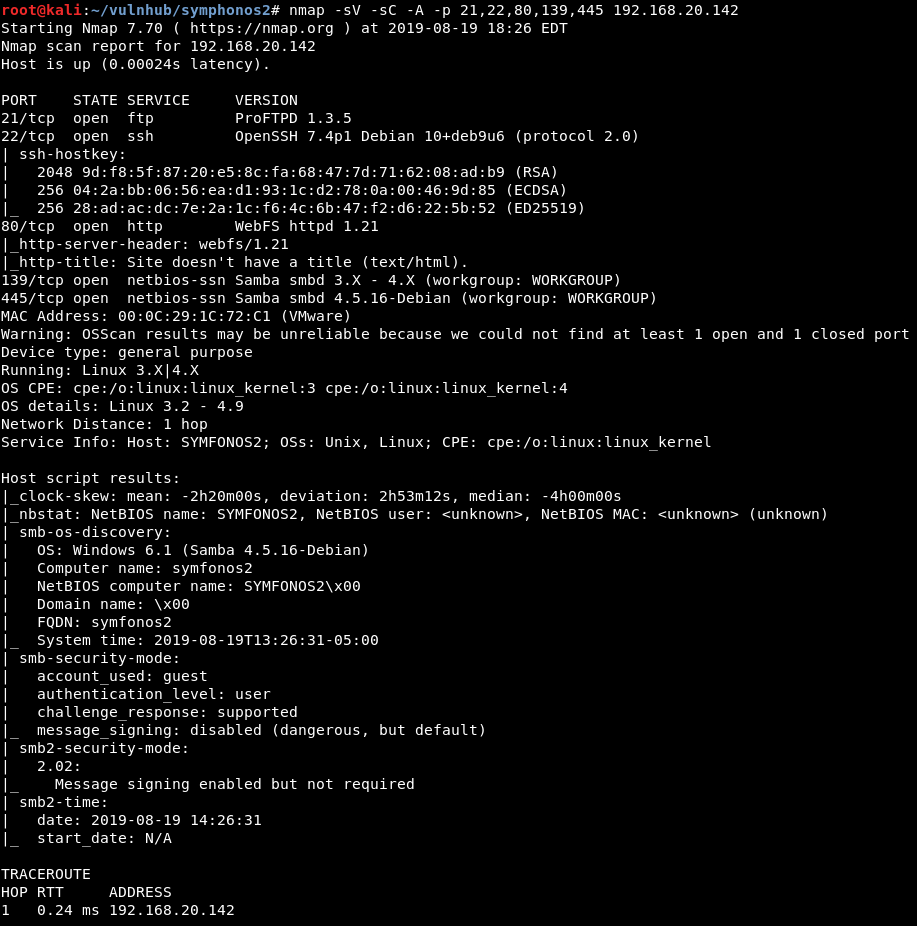 root@kali:~/vulnhub/symphonos2# nmap -sV -sC -A -p 21,22,80,139,445 192.168.20.142
Starting Nmap 7.70 ( https://nmap.org ) at 2019-08-19 18:26 EDT
Nmap scan report for 192.168.20.142
Host is up (0.00024s latency).

PORT    STATE SERVICE     VERSION
21/tcp  open  ftp         ProFTPD 1.3.5
22/tcp  open  ssh         OpenSSH 7.4p1 Debian 10+deb9u6 (protocol 2.0)
| ssh-hostkey:
|   2048 9d:f8:5f:87:20:e5:8c:fa:68:47:7d:71:62:08:ad:b9 (RSA)
|   256 04:2a:bb:06:56:ea:d1:93:1c:d2:78:0a:00:46:9d:85 (ECDSA)
|_  256 28:ad:ac:dc:7e:2a:1c:f6:4c:6b:47:f2:d6:22:5b:52 (ED25519)
80/tcp  open  http        WebFS httpd 1.21
|_http-server-header: webfs/1.21
|_http-title: Site doesn't have a title (text/html).
139/tcp open  netbios-ssn Samba smbd 3.X - 4.X (workgroup: WORKGROUP)
445/tcp open  netbios-ssn Samba smbd 4.5.16-Debian (workgroup: WORKGROUP)
MAC Address: 00:0C:29:1C:72:C1 (VMware)
Warning: OSScan results may be unreliable because we could not find at least 1 open and 1 closed port
Device type: general purpose
Running: Linux 3.X|4.X
OS CPE: cpe:/o:linux:linux_kernel:3 cpe:/o:linux:linux_kernel:4
OS details: Linux 3.2 - 4.9
Network Distance: 1 hop
Service Info: Host: SYMFONOS2; OSs: Unix, Linux; CPE: cpe:/o:linux:linux_kernel

Host script results:
|_clock-skew: mean: -2h20m00s, deviation: 2h53m12s, median: -4h00m00s
|_nbstat: NetBIOS name: SYMFONOS2, NetBIOS user: <unknown>, NetBIOS MAC: <unknown> (unknown)
| smb-os-discovery:
|   OS: Windows 6.1 (Samba 4.5.16-Debian)
|   Computer name: symfonos2
|   NetBIOS computer name: SYMFONOS2\x00
|   Domain name: \x00
|   FQDN: symfonos2
|_  System time: 2019-08-19T13:26:31-05:00
| smb-security-mode:
|   account_used: guest
|   authentication_level: user
|   challenge_response: supported
|_  message_signing: disabled (dangerous, but default)
| smb2-security-mode:
|   2.02:
|_    Message signing enabled but not required
| smb2-time:
|   date: 2019-08-19 14:26:31
|_  start_date: N/A

TRACEROUTE
HOP RTT     ADDRESS
1   0.24 ms 192.168.20.142